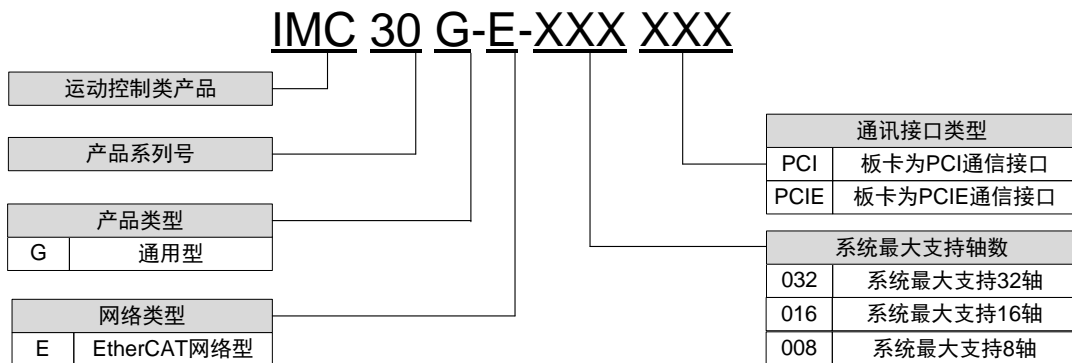 IMC 30 G-E-XXX XXX
运动控制类产品
产品系列号
产品类型
G 通用型
网络类型
E EtherCAT网络型
通讯接口类型
PCI 板卡为PCI通信接口
PCIE 板卡为PCIE通信接口
系统最大支持轴数
032 系统最大支持32轴
016 系统最大支持16轴
008 系统最大支持8轴